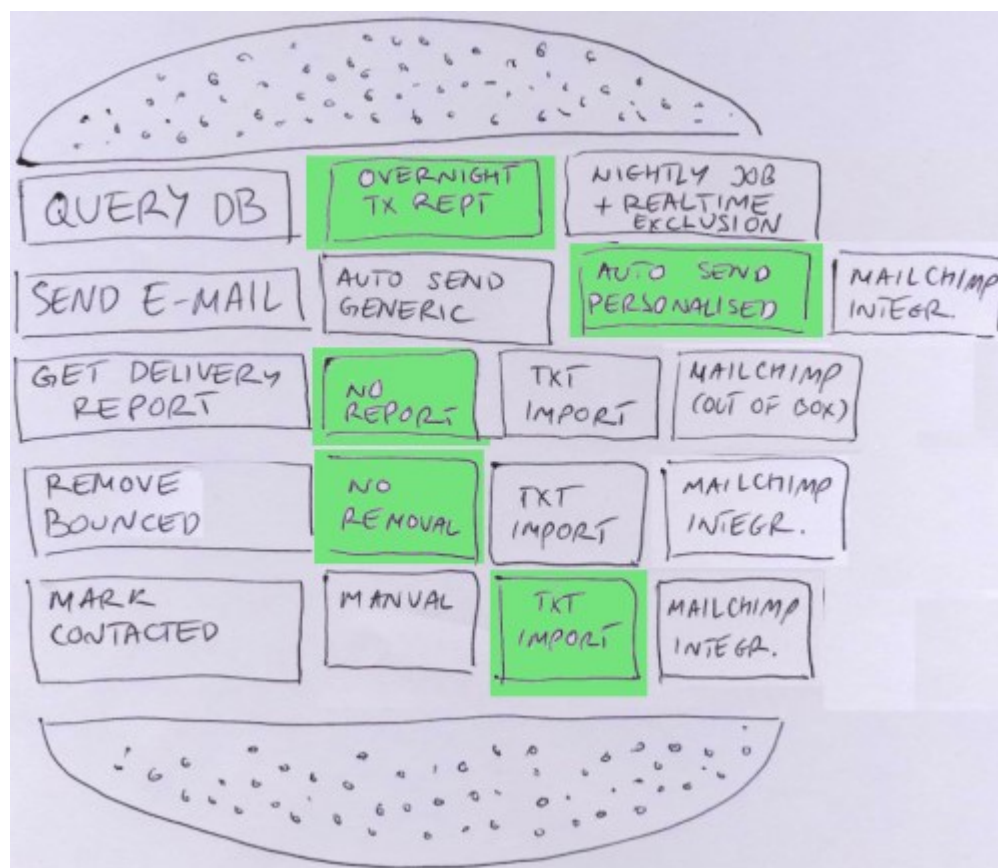 QUERY DB
OVERNIGHT
TX REPT
NIGHTLY JOB
+ REALTIME
EXCLUSION
SEND E-MAIL
AUTO SEND
GENERIC
AUTO SEND
PERSONALISED
MAILCHIMP
INTEGR.
GET DELIVERY
REPORT
NO
REPORT
TXT
IMPORT
MAILCHIMP
(OUT OF BOX)
REMOVE
BOUNCED
NO
REMOVAL
TXT
IMPORT
MAILCHIMP
INTEGR.
MARK
CONTACTED
MANUAL
TXT
IMPORT
MAILCHIMP
INTEGR.